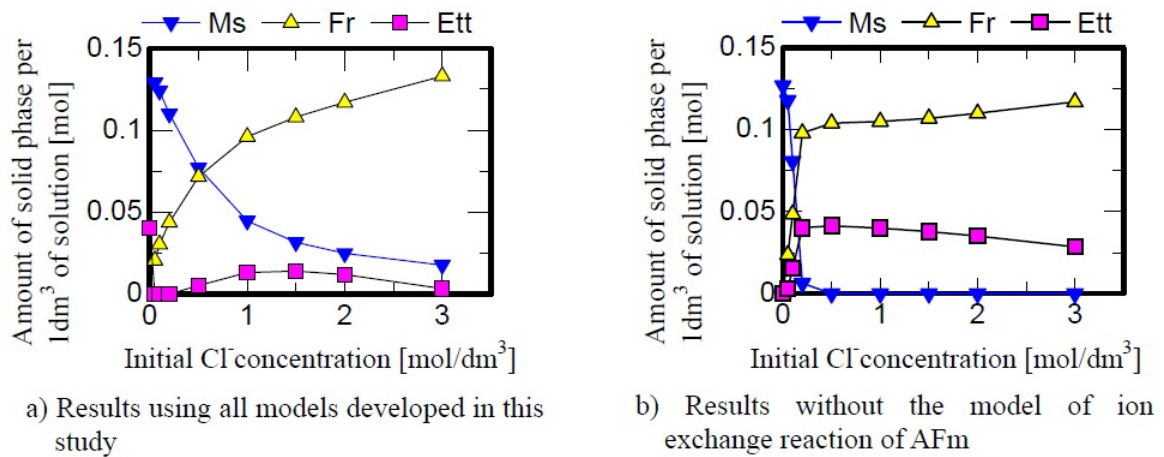 Ms Fr Ett
0.15
0.1
0.05
0
0 1 2 3
Amount of solid phase per
1dm³ of solution [mol]
Initial Cl⁻concentration [mol/dm³]
a) Results using all models developed in this
study
Ms Fr Ett
0.15
0.1
0.05
0
0 1 2 3
Amount of solid phase per
1dm³ of solution [mol]
Initial Cl⁻concentration [mol/dm³]
b) Results without the model of ion
exchange reaction of AFm